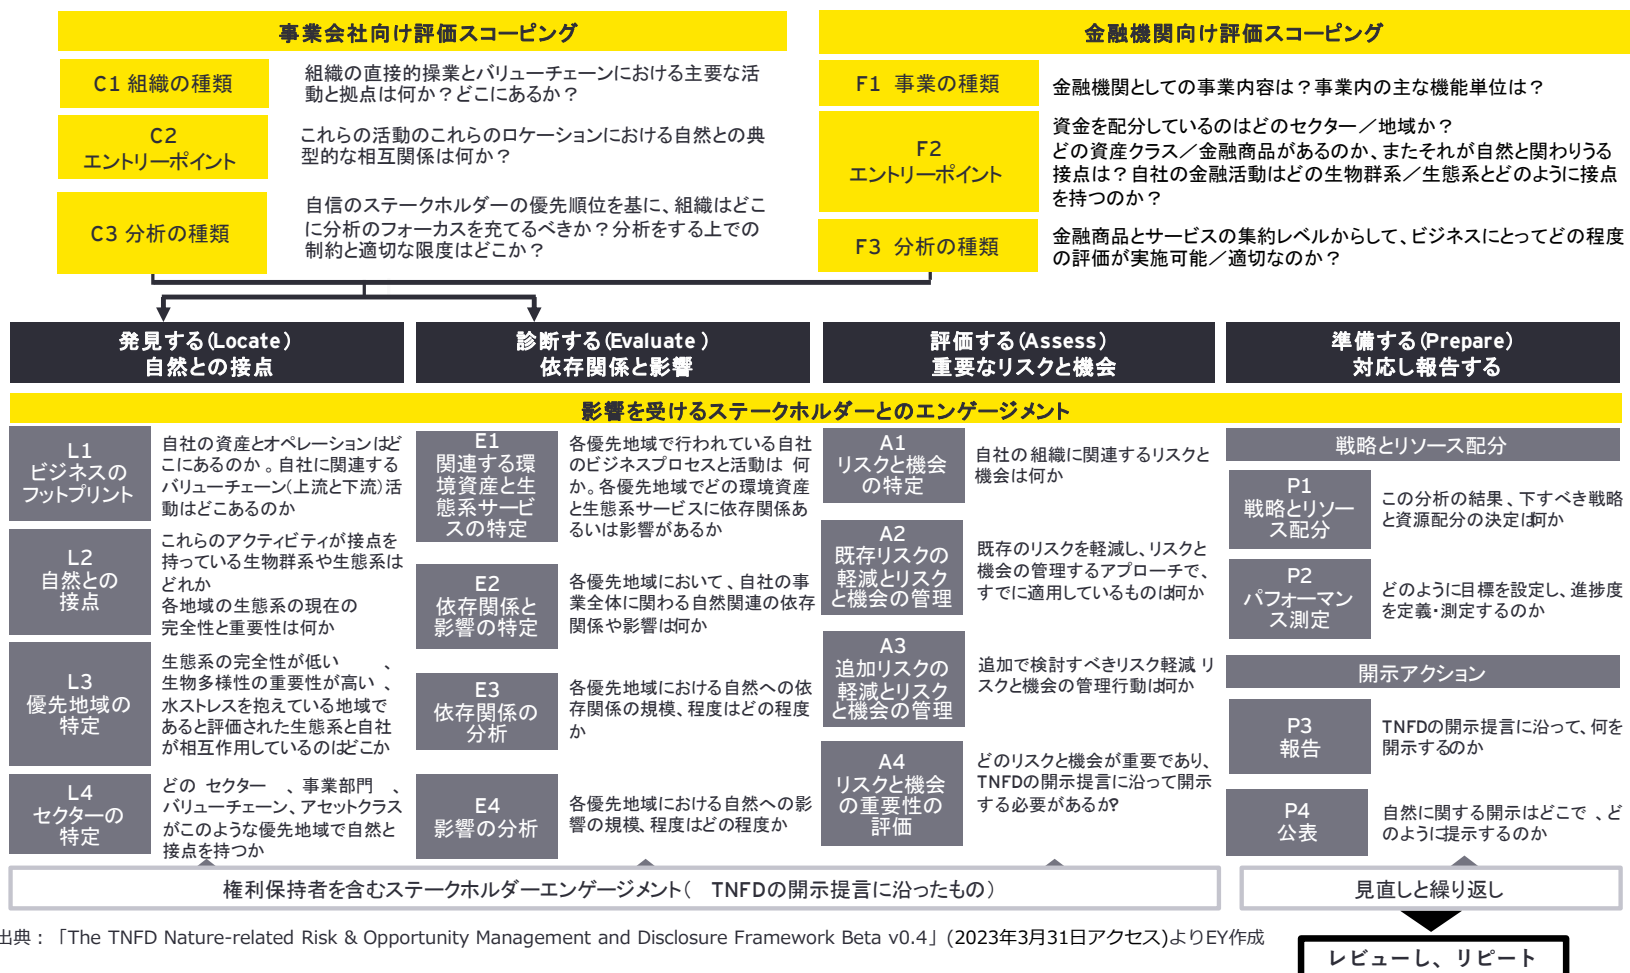 事業会社向け評価スコーピング
C1 組織の種類
組織の直接的操業とバリューチェーンにおける主要な活
動と拠点は何か？どこにあるか？
C2
エントリーポイント
これらの活動のこれらのロケーションにおける自然との典
型的な相互関係は何か？
C3 分析の種類
自信のステークホルダーの優先順位を基に、組織はどこ
に分析のフォーカスを充てるべきか？分析をする上での
制約と適切な限度はどこか？
金融機関向け評価スコーピング
F1 事業の種類
金融機関としての事業内容は？事業内の主な機能単位は？
F2
エントリーポイント
資金を配分しているのはどのセクター／地域か？
どの資産クラス／金融商品があるのか、またそれが自然と関わりうる
接点は？自社の金融活動はどの生物群系／生態系とどのように接点
を持つのか？
F3 分析の種類
金融商品とサービスの集約レベルからして、ビジネスにとってどの程度
の評価が実施可能／適切なのか？
発見する（Locate）
自然との接点
診断する（Evaluate ）
依存関係と影響
評価する（Assess）
重要なリスクと機会
準備する（Prepare）
対応し報告する
影響を受けるステークホルダーとのエンゲージメント
L1
ビジネスの
フットプリント
自社の資産とオペレーションはど
こにあるのか 。自社に関連する
バリューチェーン（上流と下流）活
動はどこあるのか
L2
自然との
接点
これらのアクティビティが接点を
持っている生物群系や生態系は
どれか
各地域の生態系の現在の
完全性と重要性は何か
L3
優先地域の
特定
生態系の完全性が低い 、
生物多様性の重要性が高い 、
水ストレスを抱えている地域で
あると評価された生態系と自社
が相互作用しているのはどこか
L4
セクターの
特定
どの セクター 、事業部門 、
バリューチェーン、アセットクラス
がこのような優先地域で自然と
接点を持つか
E1
関連する環
境資産と生
態系サービ
スの特定
各優先地域で行われている自社
のビジネスプロセスと活動は 何
か。各優先地域でどの環境資産
と生態系サービスに依存関係あ
るいは影響があるか
E2
依存関係と
影響の特定
各優先地域において 、自社の事
業全体に関わる自然関連の依存
関係や影響は何か
E3
依存関係の
分析
各優先地域における自然への依
存関係の規模、程度はどの程度
か
E4
影響の分析
各優先地域における自然への影
響の規模、程度はどの程度か
A1
リスクと機会
の特定
自社の 組織に関連するリスクと
機会は何か
A2
既存リスクの
軽減とリスク
と機会の管理
既存のリスクを軽減し、リスクと
機会の管理するアプローチで、
すでに適用しているものは何か
A3
追加リスクの
軽減とリスク
と機会の管理
追加で検討すべきリスク軽減 リ
スクと機会の管理行動は何か
A4
リスクと機会
の重要性の
評価
どのリスクと機会が重要であり、
TNFDの開示提言に沿って開示
する必要があるか?
戦略とリソース配分
P1
戦略とリソー
ス配分
この分析の結果、下すべき戦略
と資源配分の決定は何か
P2
パフォーマン
ス測定
どのように目標を設定し、進捗度
を定義・測定するのか
開示アクション
P3
報告
TNFDの開示提言に沿って、何を
開示するのか
P4
公表
自然に関する開示はどこで 、ど
のように提示するのか
権利保持者を含むステークホルダーエンゲージメント（ TNFDの開示提言に沿ったもの）
見直しと繰り返し
出典：「The TNFD Nature-related Risk & Opportunity Management and Disclosure Framework Beta v0.4」(2023年3月31日アクセス)よりEY作成
レビューし、リピート